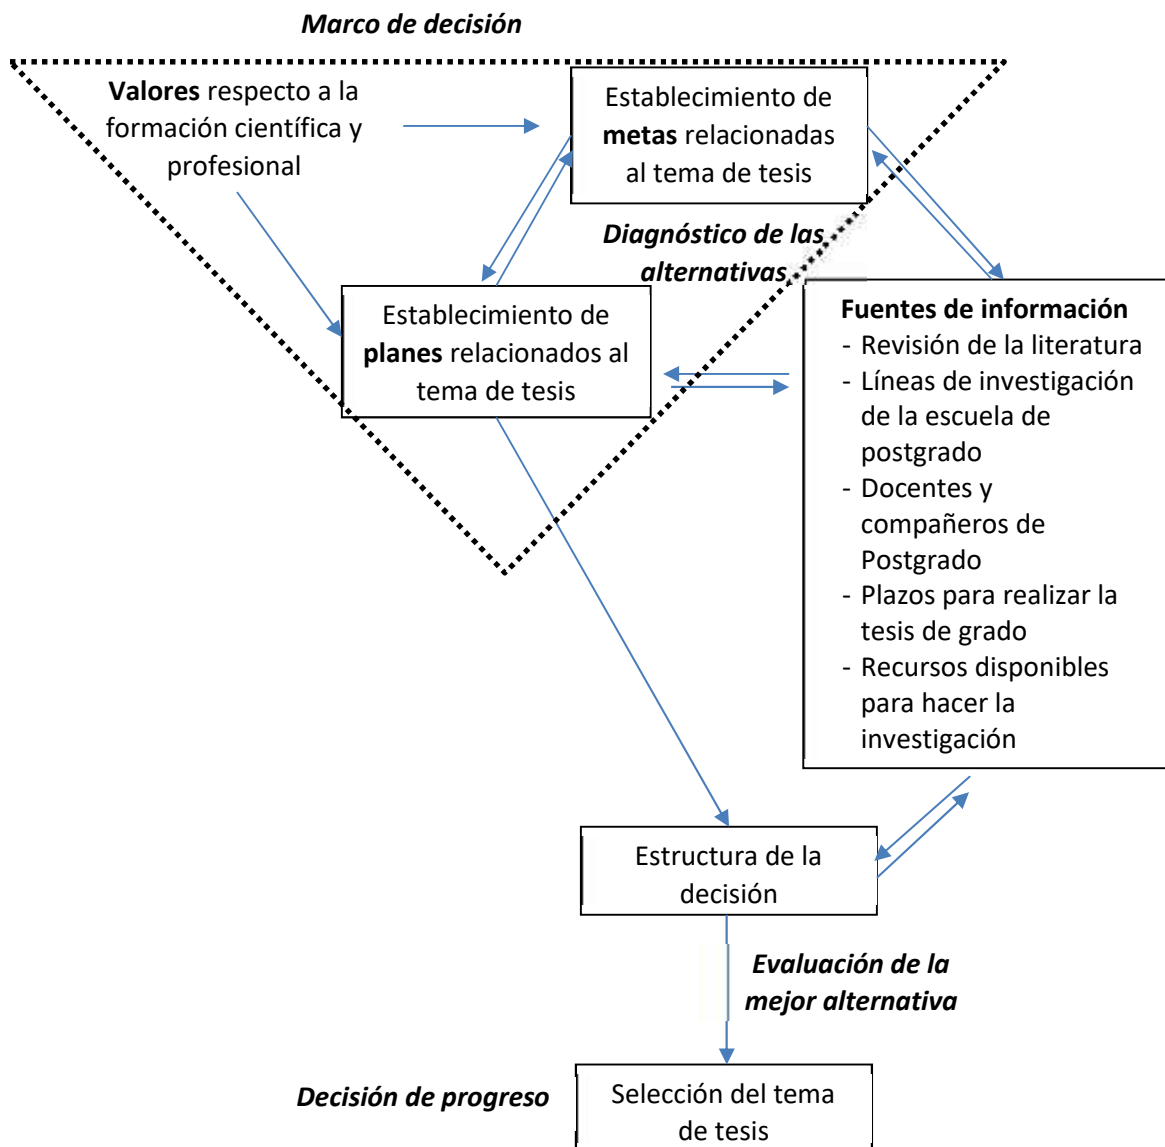 Marco de decisión
Valores respecto a la
formación científica y
profesional
Establecimiento de
metas relacionadas
al tema de tesis
Diagnóstico de las
alternativas
Establecimiento de
planes relacionados al
tema de tesis
Fuentes de información
- Revisión de la literatura
- Líneas de investigación
de la escuela de
postgrado
- Docentes y
compañeros de
Postgrado
- Plazos para realizar la
tesis de grado
- Recursos disponibles
para hacer la
investigación
Estructura de la
decisión
Evaluación de la
mejor alternativa
Decisión de progreso
Selección del tema
de tesis